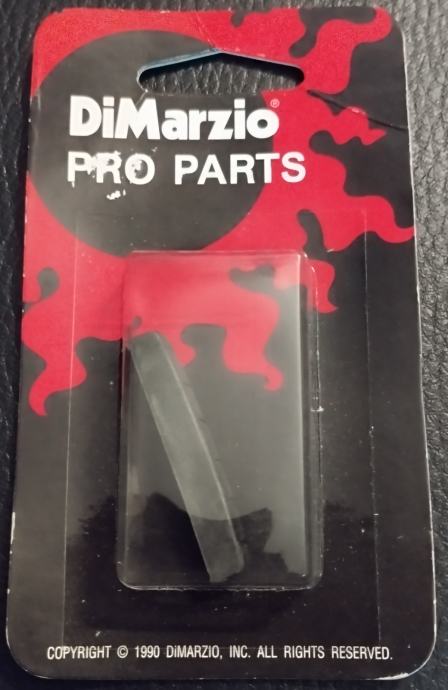 DiMarzio®
PRO PARTS
COPYRIGHT © 1990 DiMARZIO, INC. ALL RIGHTS RESERVED.